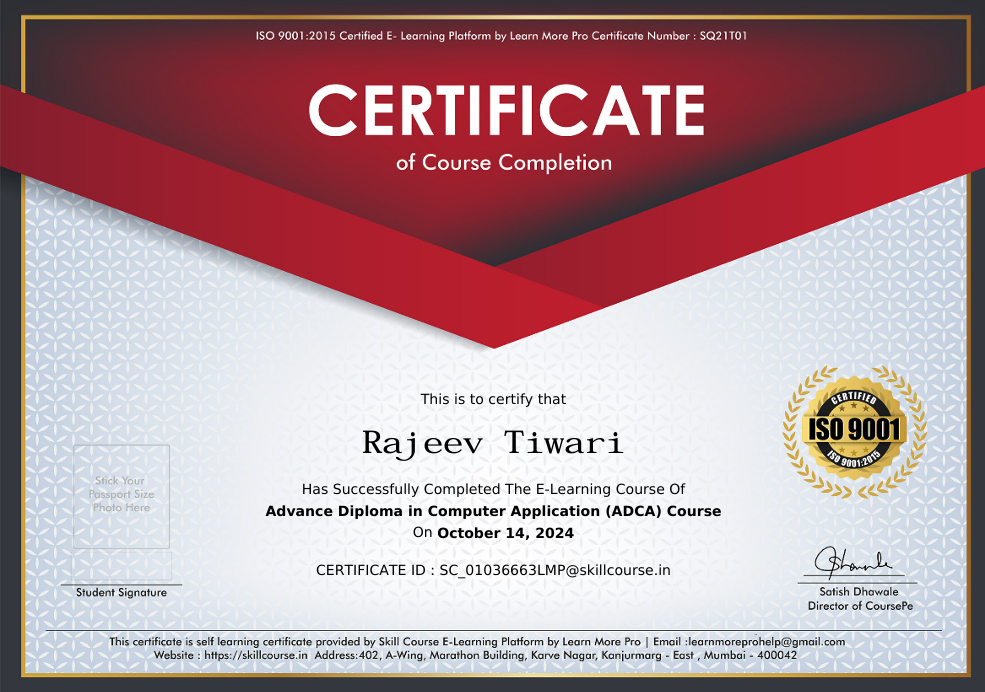 ISO 9001:2015 Certified E- Learning Platform by Learn More Pro Certificate Number : SQ21T01
CERTIFICATE
of Course Completion
This is to certify that
Rajeev Tiwari
Has Successfully Completed The E-Learning Course Of
Advance Diploma in Computer Application (ADCA) Course
On October 14, 2024
CERTIFICATE ID : SC_01036663LMP@skillcourse.in
CERTIFIED
ISO 9001
ISO 9001:2015
Stick Your
Passport Size
Photo Here
Student Signature
Satish Dhawale
Director of CoursePe
This certificate is self learning certificate provided by Skill Course E-Learning Platform by Learn More Pro | Email :learnmoreprohelp@gmail.com
Website : https://skillcourse.in Address:402, A-Wing, Marathon Building, Karve Nagar, Kanjurmarg - East , Mumbai - 400042